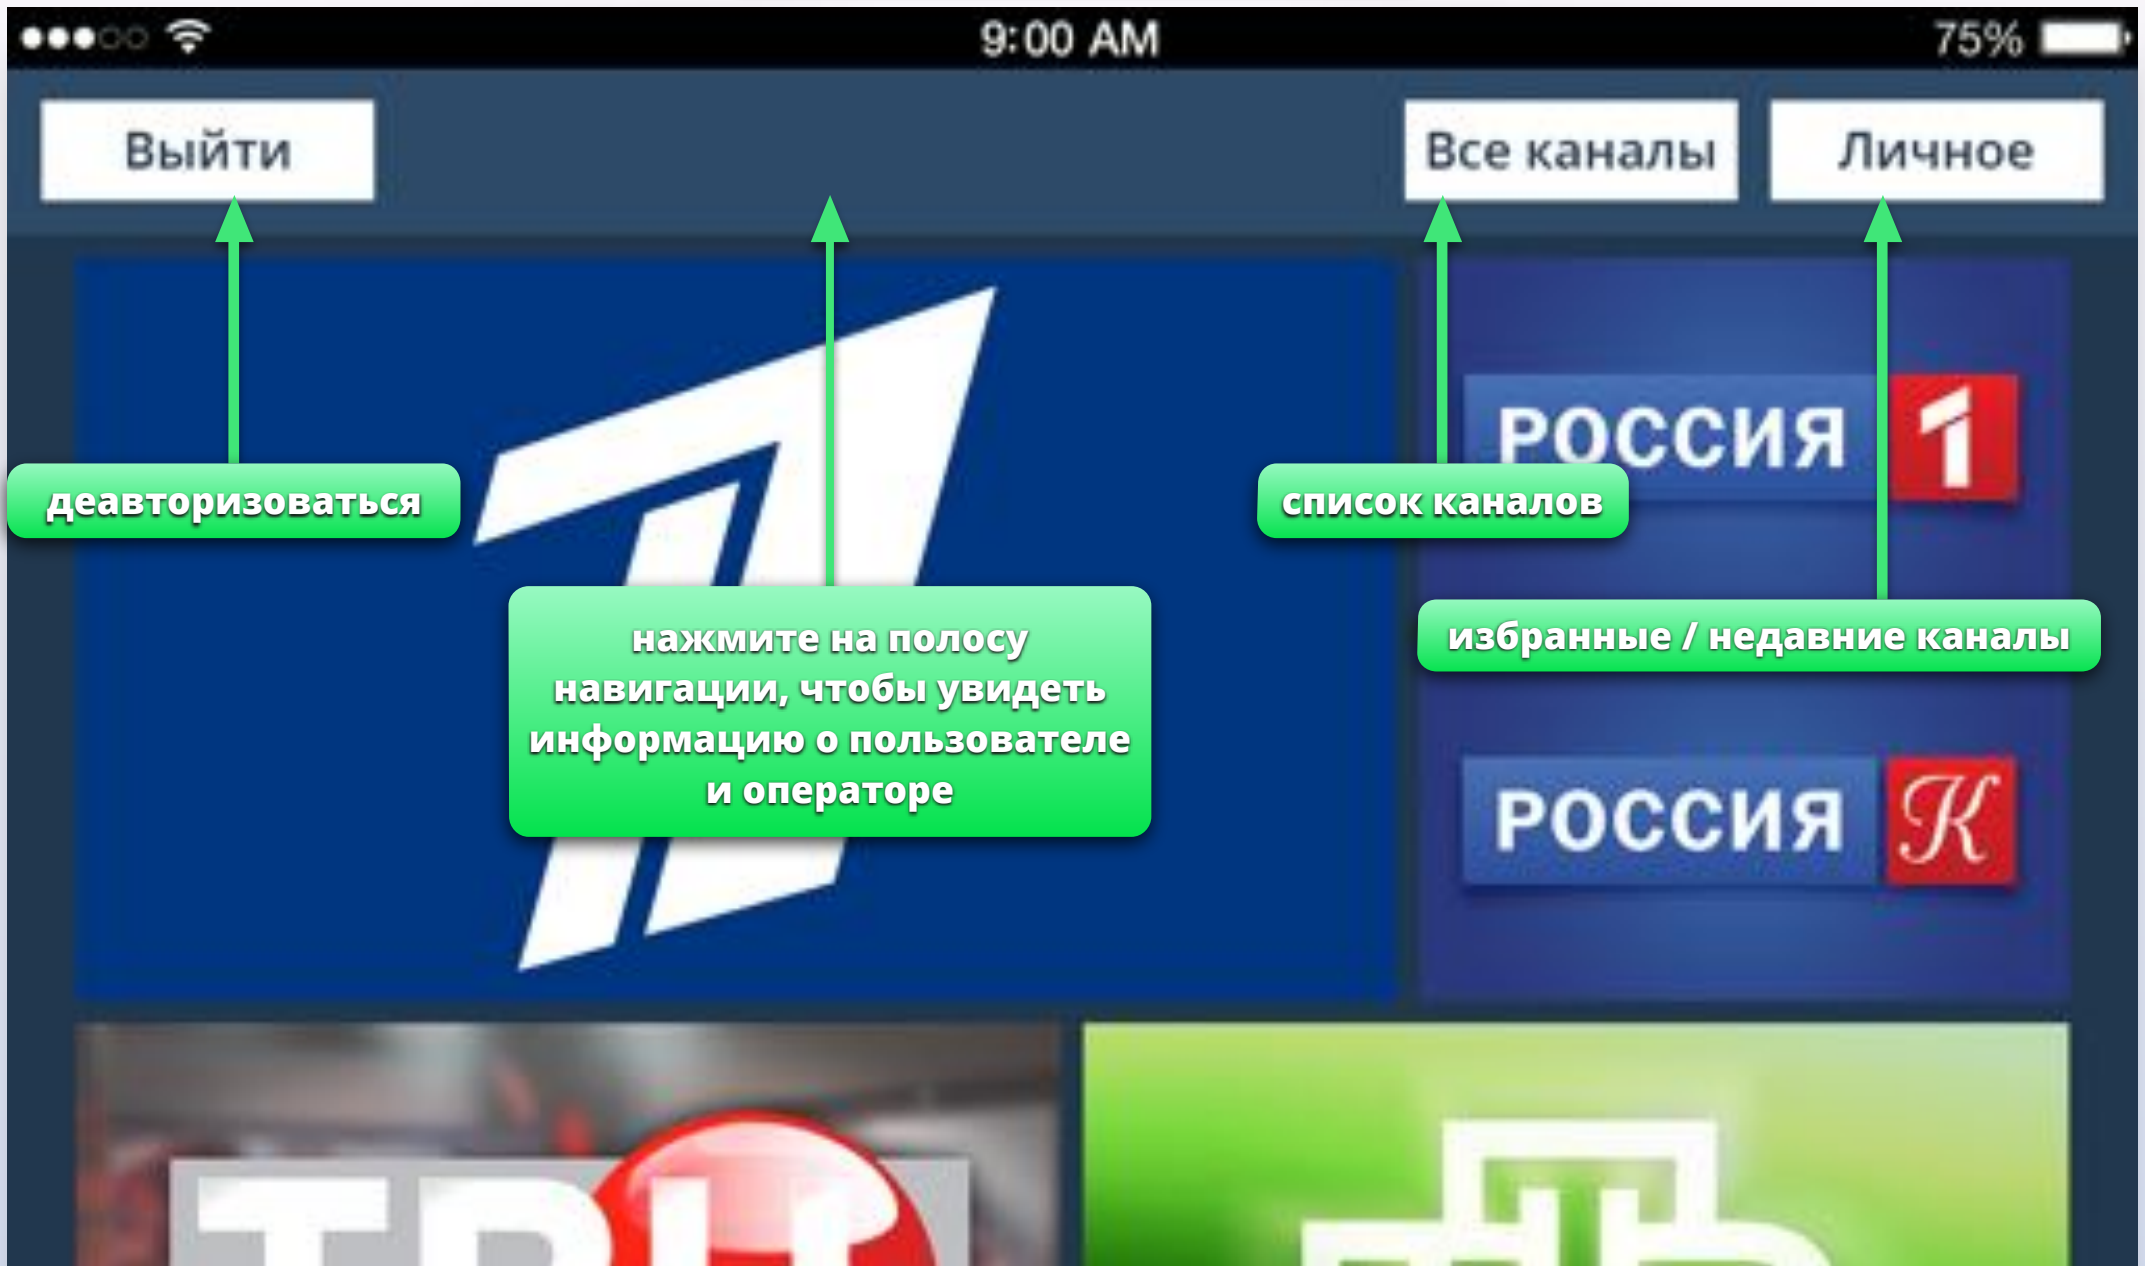 9:00 AM
75%
Выйти
Все каналы
Личное
РОССИЯ 1
деавторизоваться
список каналов
нажмите на полосу
навигации, чтобы увидеть
информацию о пользователе
и операторе
избранные / недавние каналы
РОССИЯ К
ТВЦ